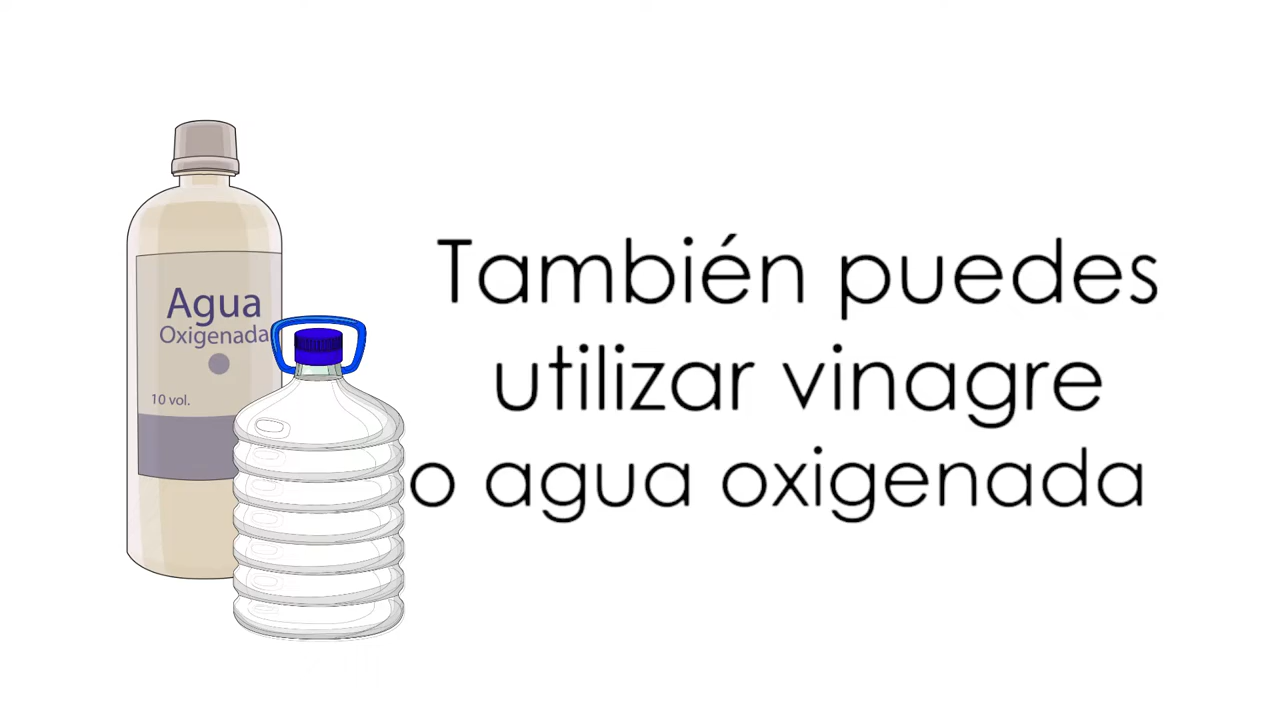 Agua
Oxigenada
10 vol.
También puedes
utilizar vinagre
o agua oxigenada